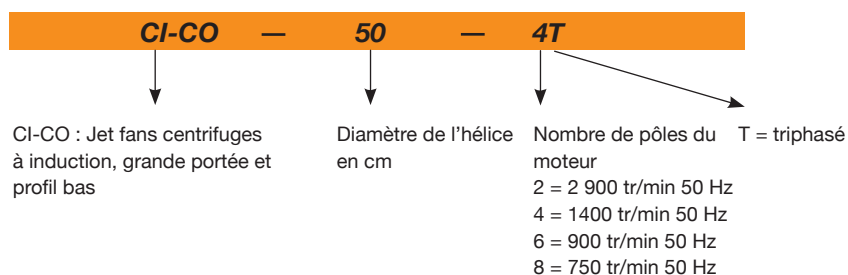 CI-CO — 50 — 4T
CI-CO : Jet fans centrifuges
à induction, grande portée et
profil bas
Diamètre de l’hélice
en cm
Nombre de pôles du
moteur
2 = 2 900 tr/min 50 Hz
4 = 1400 tr/min 50 Hz
6 = 900 tr/min 50 Hz
8 = 750 tr/min 50 Hz
T = triphasé